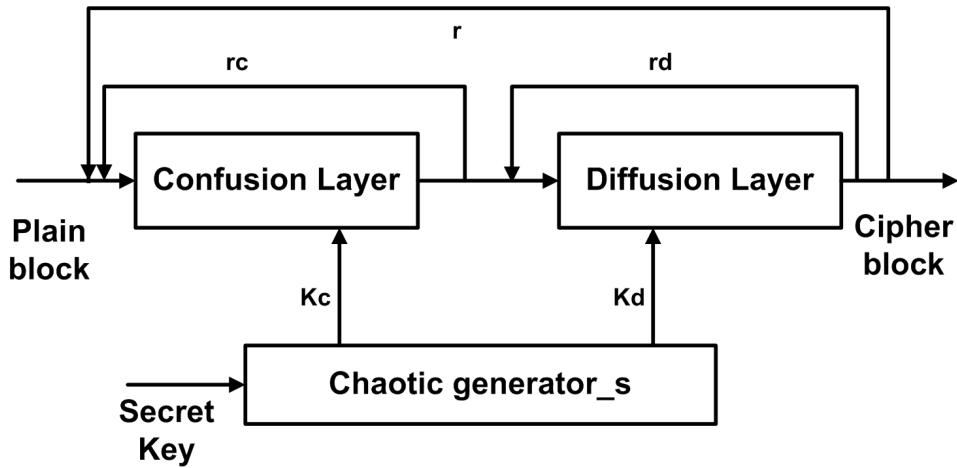 r
rc
rd
Confusion Layer
Diffusion Layer
Plain
block
Cipher
block
Kc
Kd
Chaotic generator_s
Secret
Key